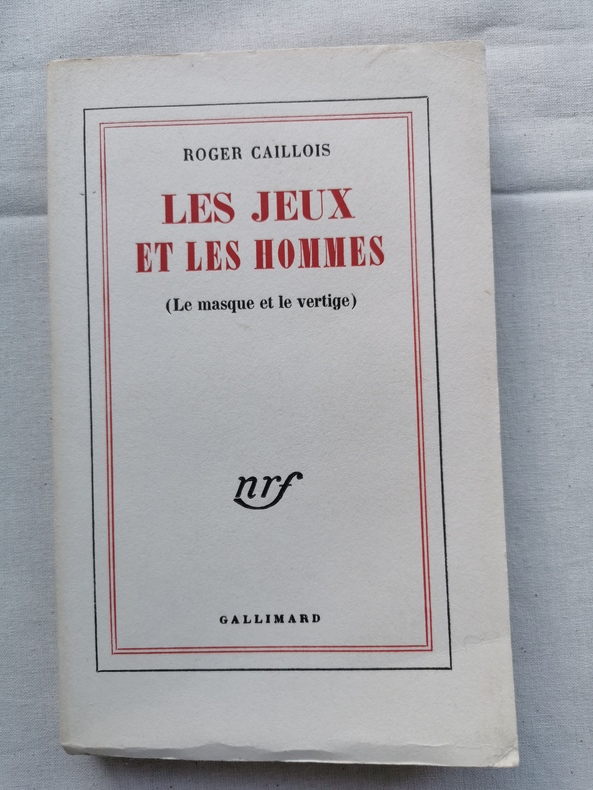 ROGER CAILLOIS
LES JEUX
ET LES HOMMES
(Le masque et le vertige)
nrf
GALLIMARD